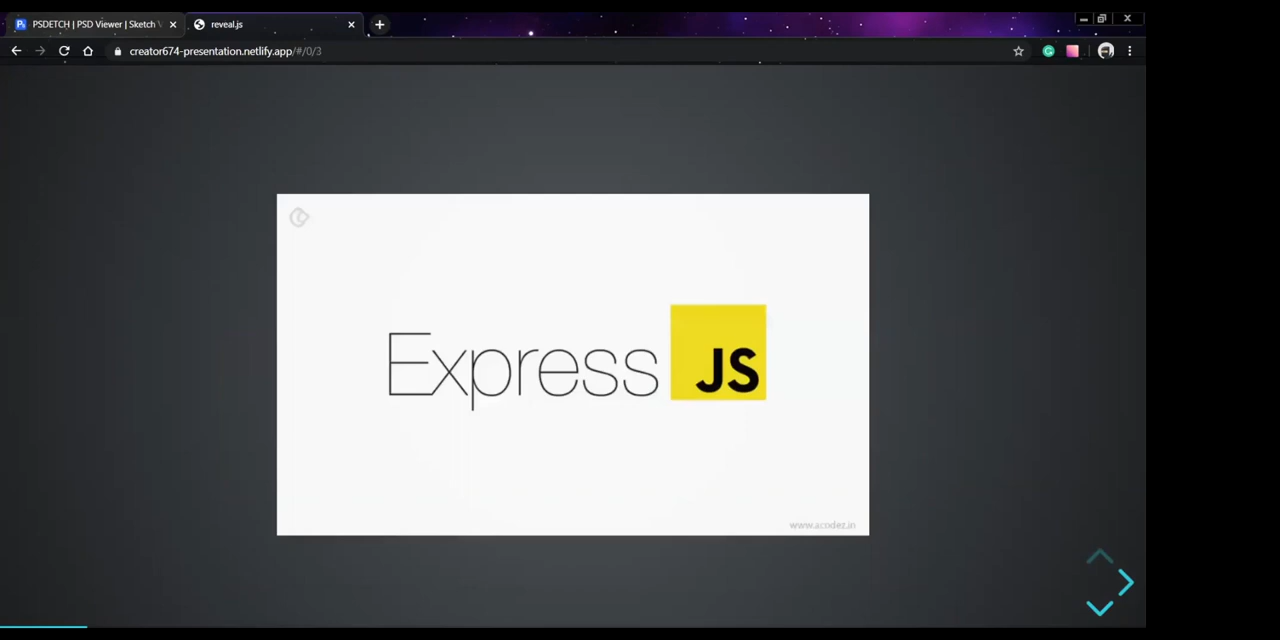 PSDETCH | PSD Viewer | Sketch V
reveal.js
creator674-presentation.netlify.app/#/0/3
Express JS
www.acodez.in